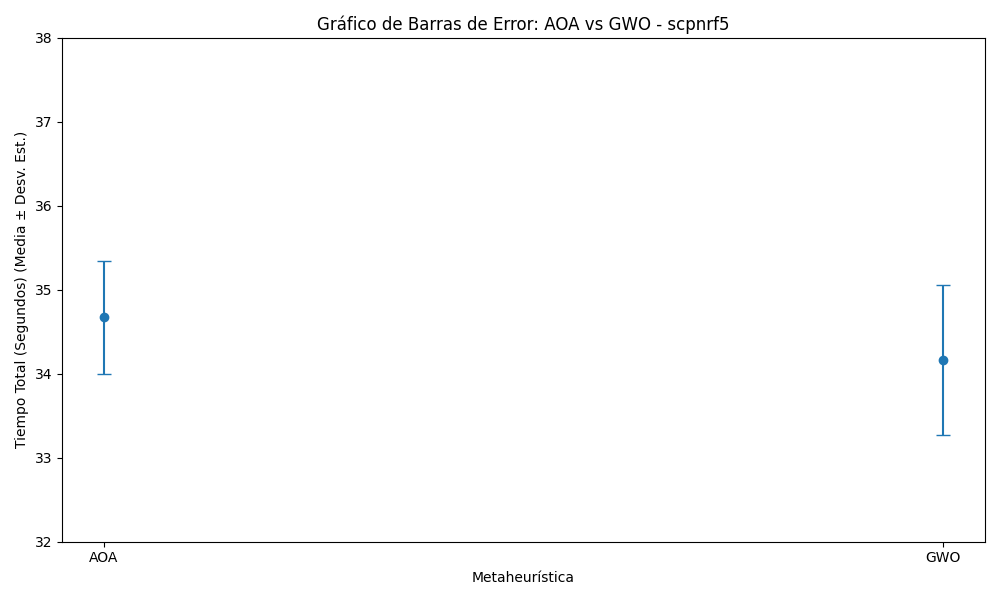 Gráfico de Barras de Error: AOA vs GWO - scpnrf5
Tiempo Total (Segundos) (Media ± Desv. Est.)
38
37
36
35
34
33
32
AOA
GWO
Metaheurística